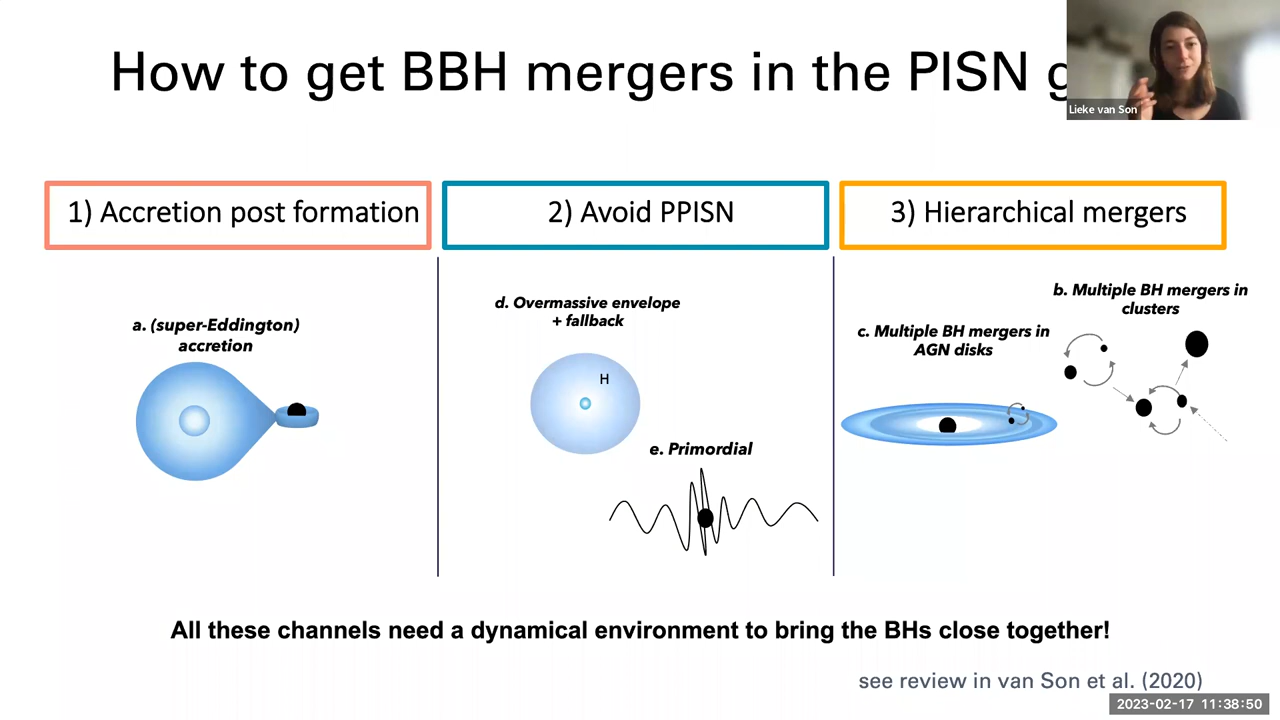 How to get BBH mergers in the PISN g
Lieke van Son
1) Accretion post formation
2) Avoid PPISN
3) Hierarchical mergers
a. (super-Eddington)
accretion
d. Overmassive envelope
+ fallback
H
e. Primordial
c. Multiple BH mergers in
AGN disks
b. Multiple BH mergers in
clusters
All these channels need a dynamical environment to bring the BHs close together!
see review in van Son et al. (2020)
2023-02-17 11:38:50